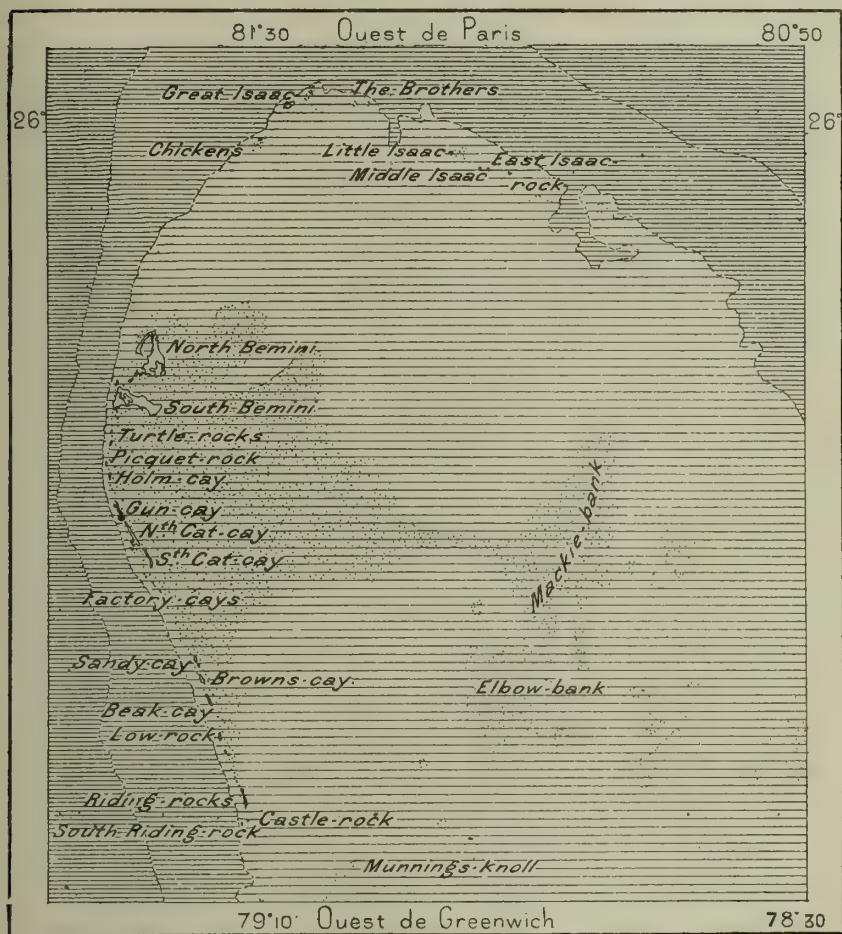 81°30 Ouest de Paris 80°50
Great-Isaac The-Brothers
26° 26°
Chickens Little-Isaac East-Isaac-
Middle Isaac rock
North-Bemini
South-Bemini
Turtle-rocks
Picquet-rock
Holm-cay
Gun-cay
Nth Cat-cay
Sth Cat-cay
Mackie-bank
Factory-cays
Sandy-cay
Browns-cay
Elbow-bank
Beak-cay
Low-rock
Riding-rocks
Castle-rock
South-Riding-rock
Munnings-knoll
79°10' Ouest de Greenwich 78°30